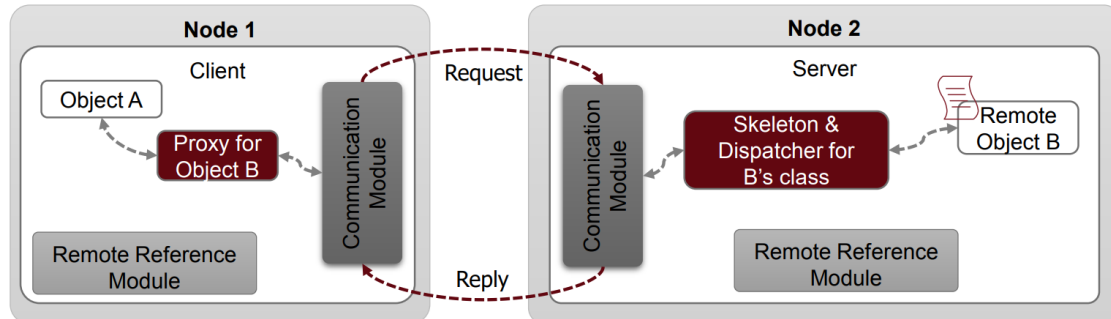 Node 1
Client
Object A
Proxy for
Object B
Communication
Module
Remote Reference
Module
Request
Reply
Node 2
Server
Communication
Module
Skeleton &
Dispatcher for
B's class
Remote
Object B
Remote Reference
Module